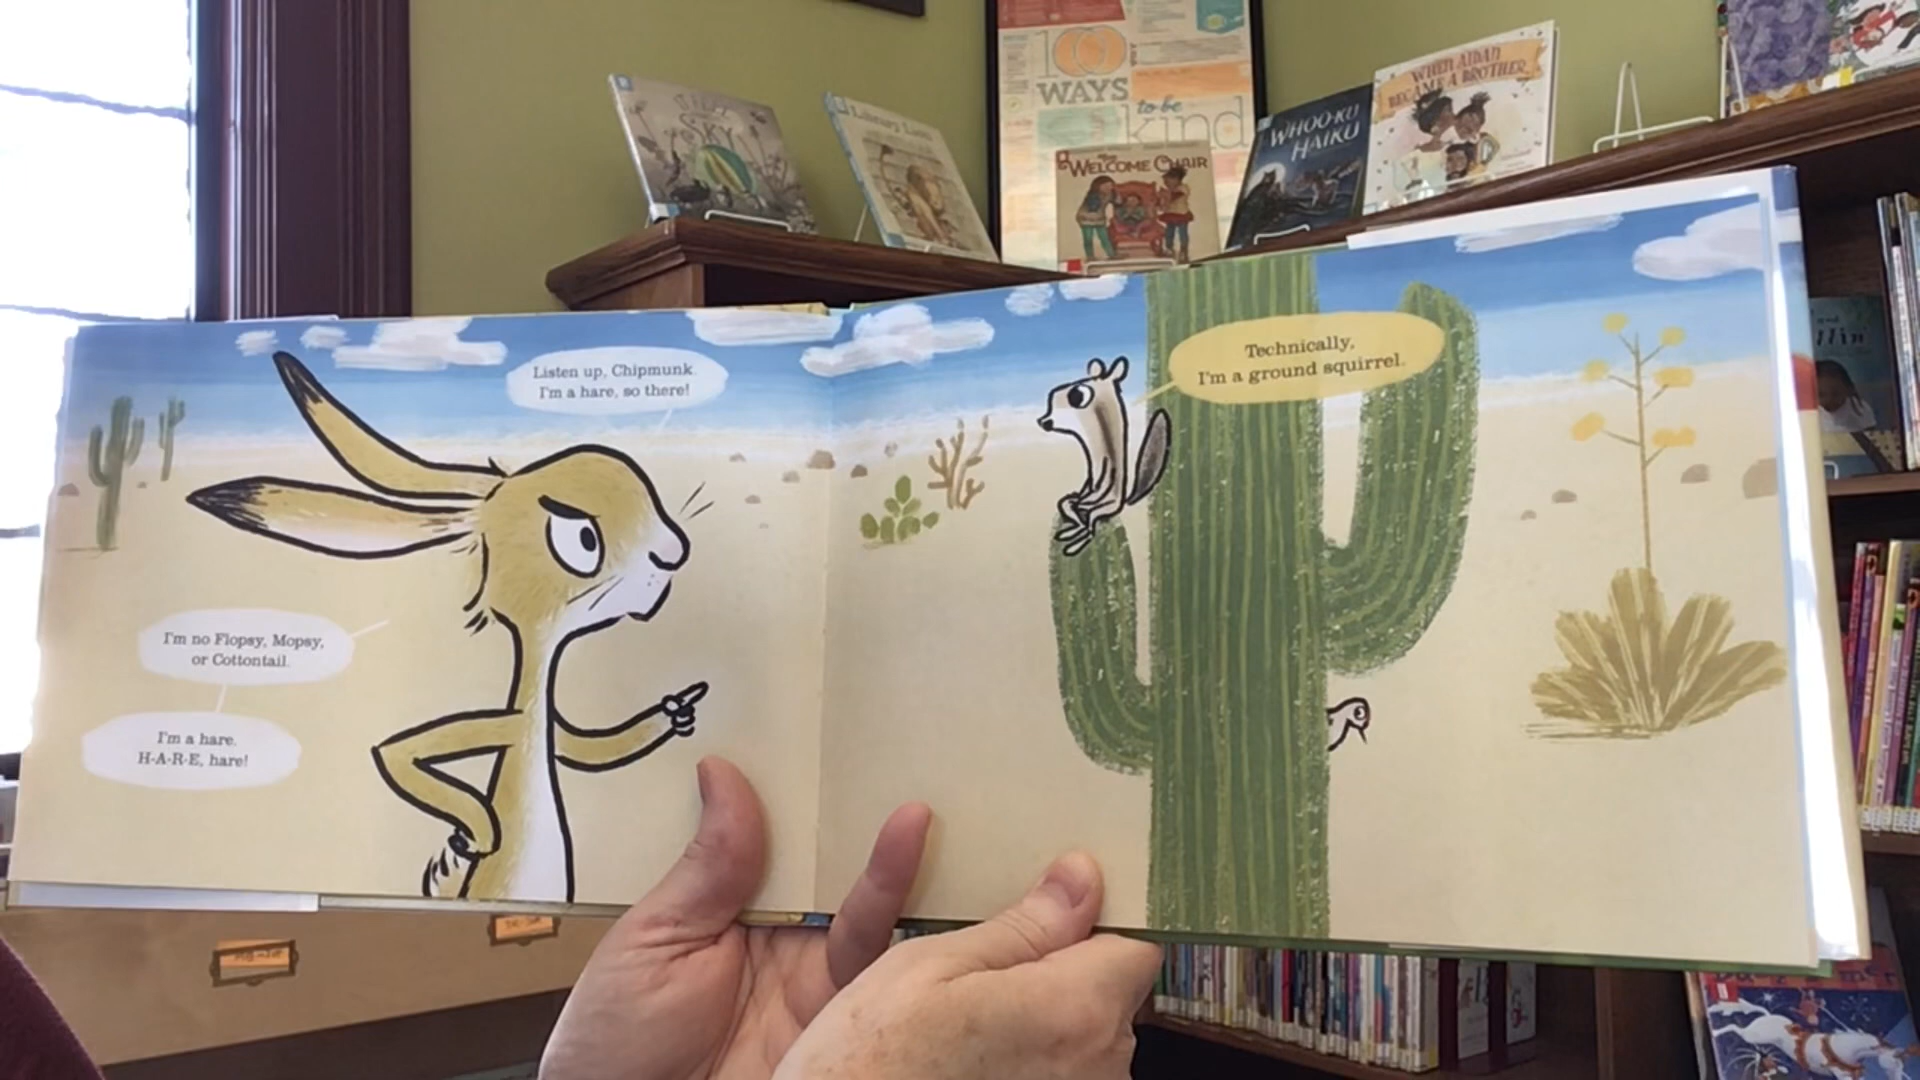 100
WAYS
to be
kind
SKY
WELCOME CHAIR
WHOO-KU
HAIKU
WHEN AIDAN
BECAME A BROTHER
Listen up, Chipmunk.
I'm a hare, so there!
I'm no Flopsy, Mopsy,
or Cottontail.
I'm a hare.
H-A-R-E, hare!
Technically,
I'm a ground squirrel.